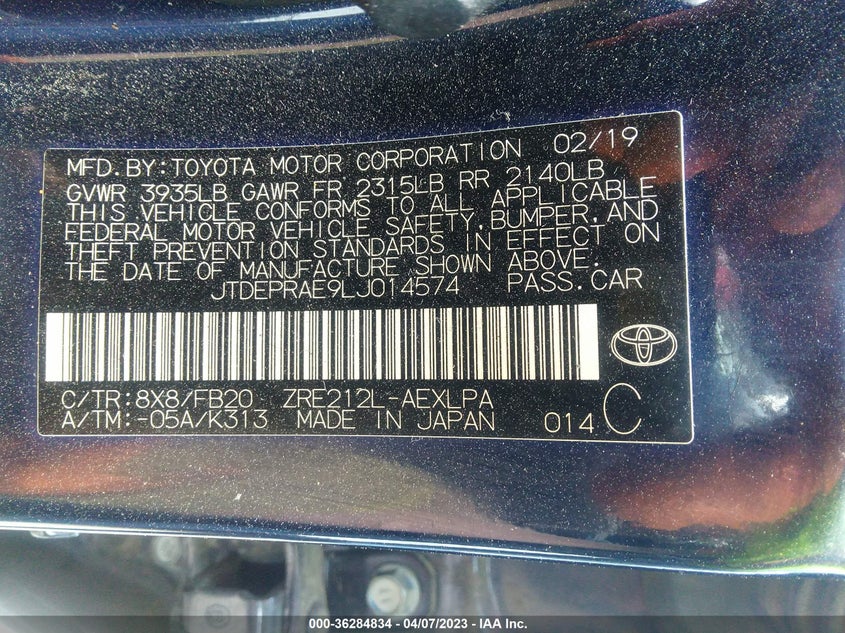 MFD.BY:TOYOTA MOTOR CORPORATION 02/19
GVWR 3935LB GAWR FR 2315LB RR 2140LB
THIS VEHICLE CONFORMS TO ALL APPLICABLE
FEDERAL MOTOR VEHICLE SAFETY,BUMPER,AND
THEFT PREVENTION STANDARDS IN EFFECT ON
THE DATE OF MANUFACTURE SHOWN ABOVE.
JTDEPRAE9LJ014574 PASS.CAR
C/TR:8X8/FB20 ZRE212L-AEXLPA
A/TM:-05A/K313 MADE IN JAPAN 014 C
000-36284834 - 04/07/2023 - © IAA Inc.